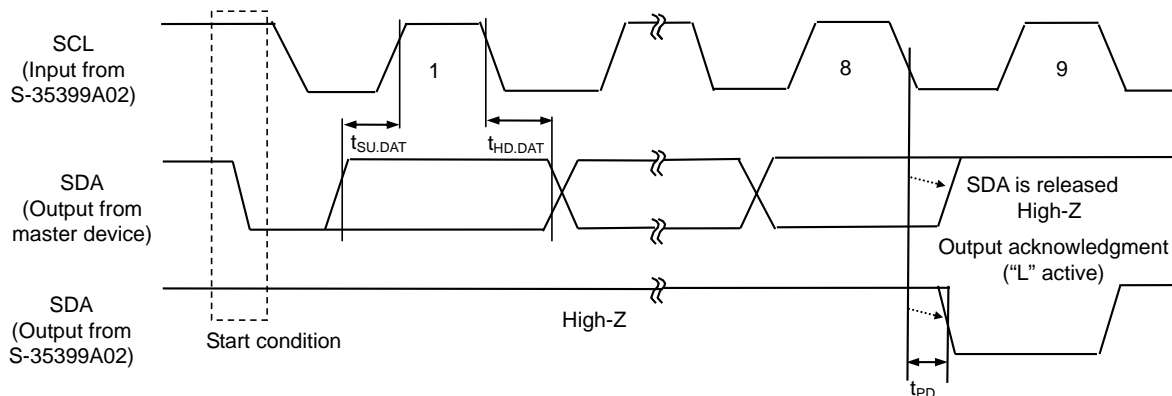 SCL
(Input from
S-35399A02)
1
8
9
tSU.DAT
tHD.DAT
SDA
(Output from
master device)
SDA is released
High-Z
Output acknowledgment
(“L” active)
SDA
(Output from
S-35399A02)
Start condition
High-Z
tPD